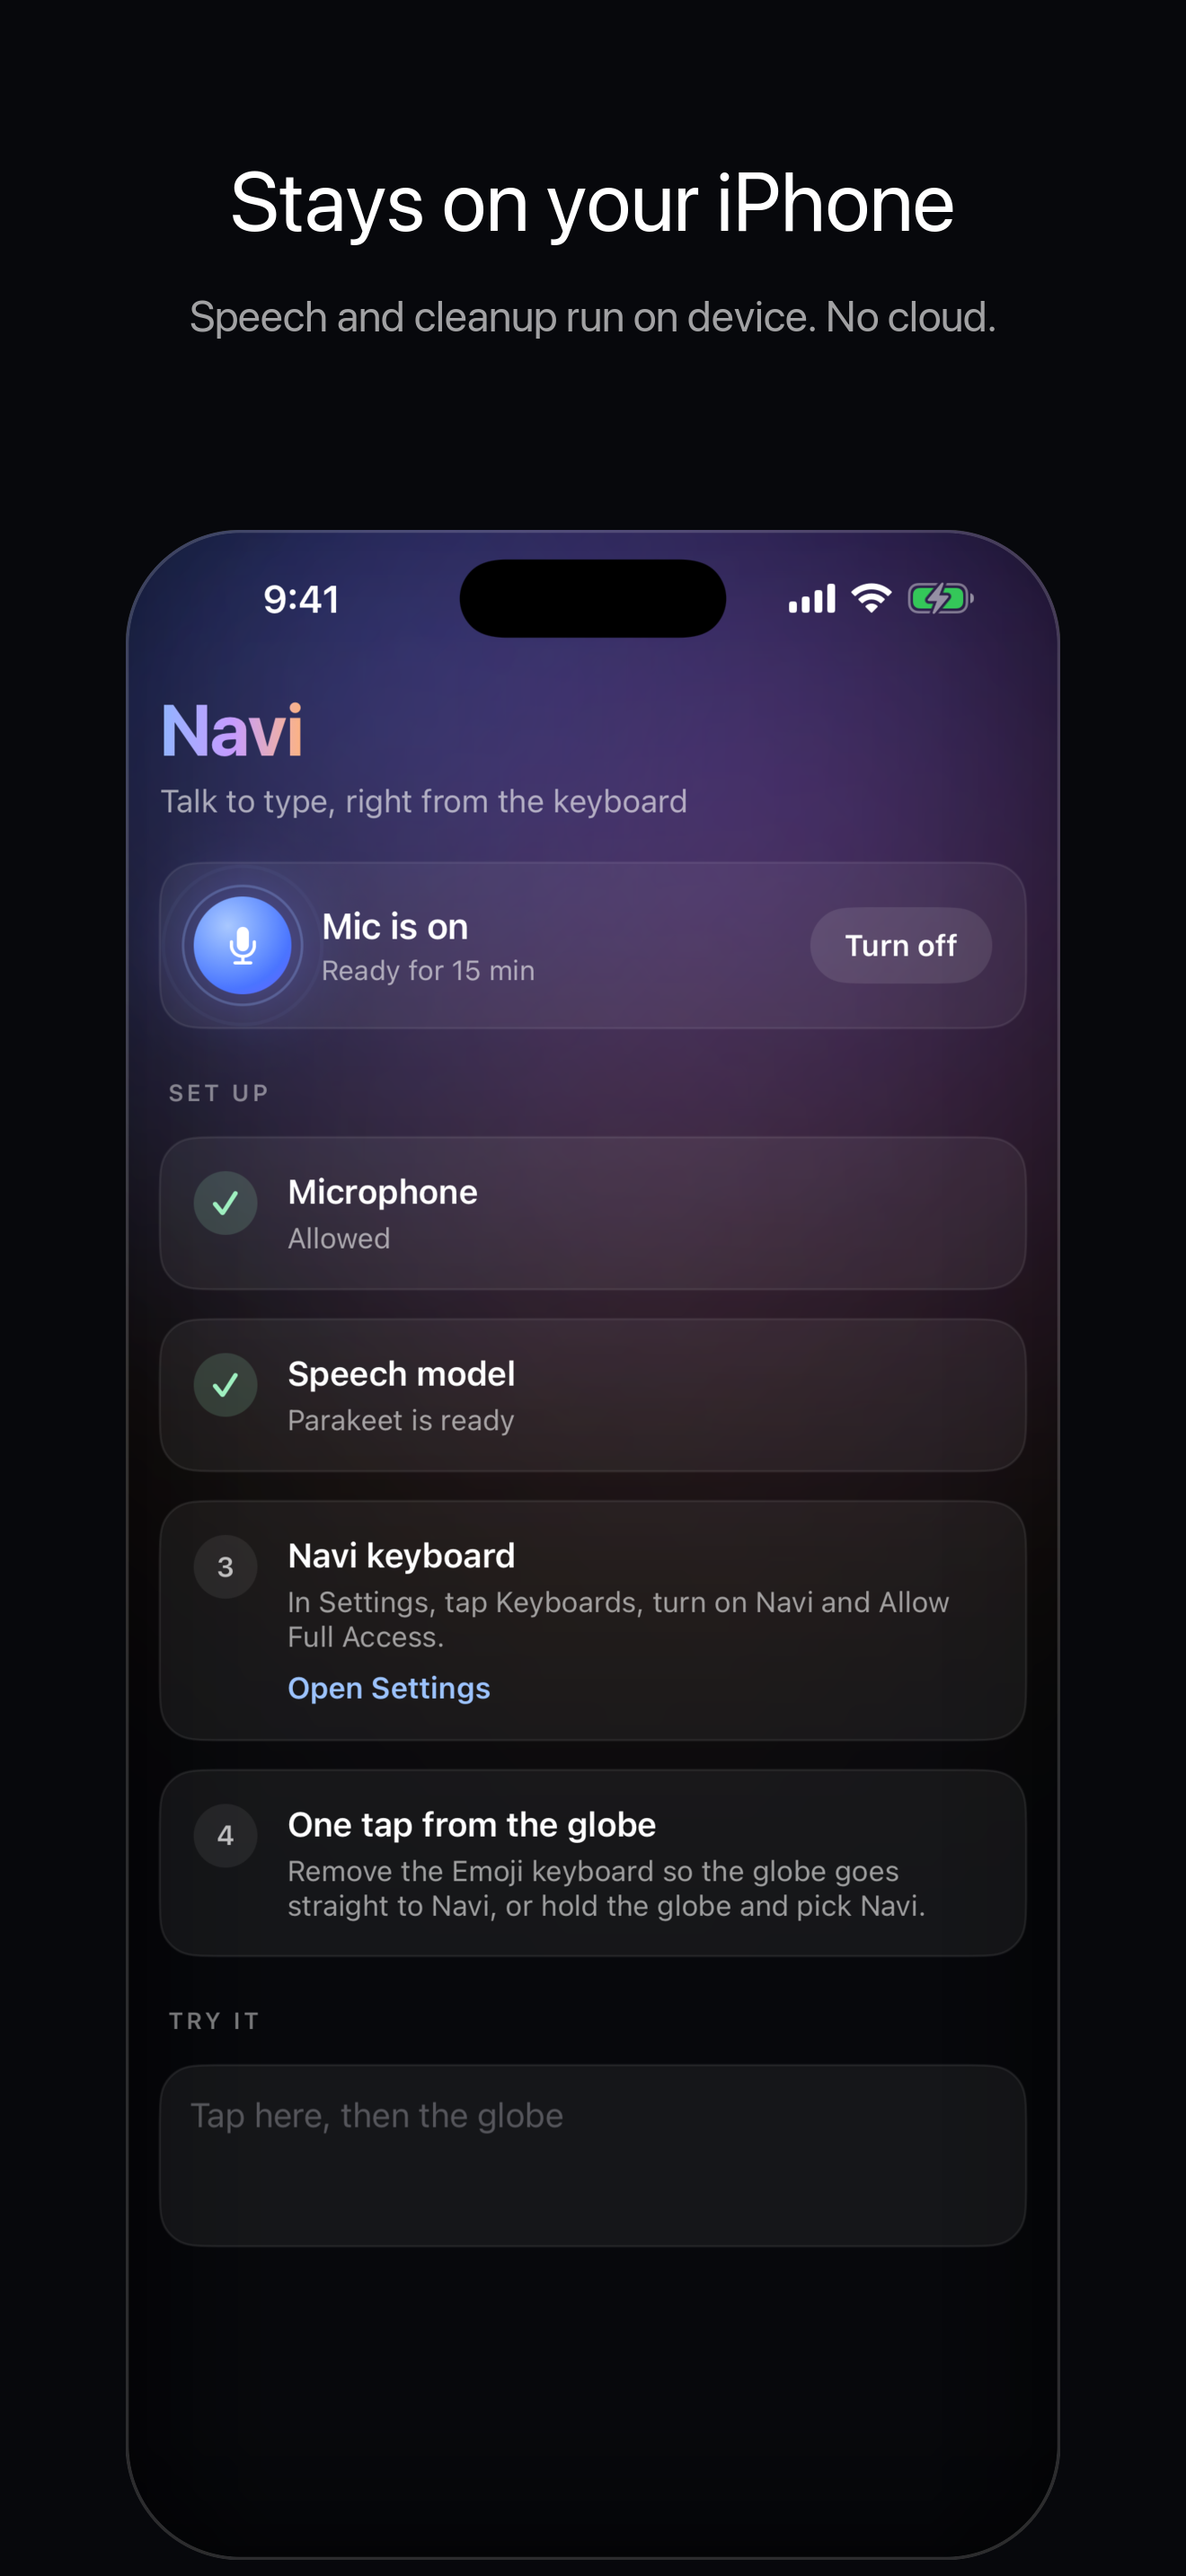 Stays on your iPhone
Speech and cleanup run on device. No cloud.
9:41
Navi
Talk to type, right from the keyboard
Mic is on
Ready for 15 min
Turn off
SET UP
Microphone
Allowed
Speech model
Parakeet is ready
3
Navi keyboard
In Settings, tap Keyboards, turn on Navi and Allow
Full Access.
Open Settings
4
One tap from the globe
Remove the Emoji keyboard so the globe goes
straight to Navi, or hold the globe and pick Navi.
TRY IT
Tap here, then the globe